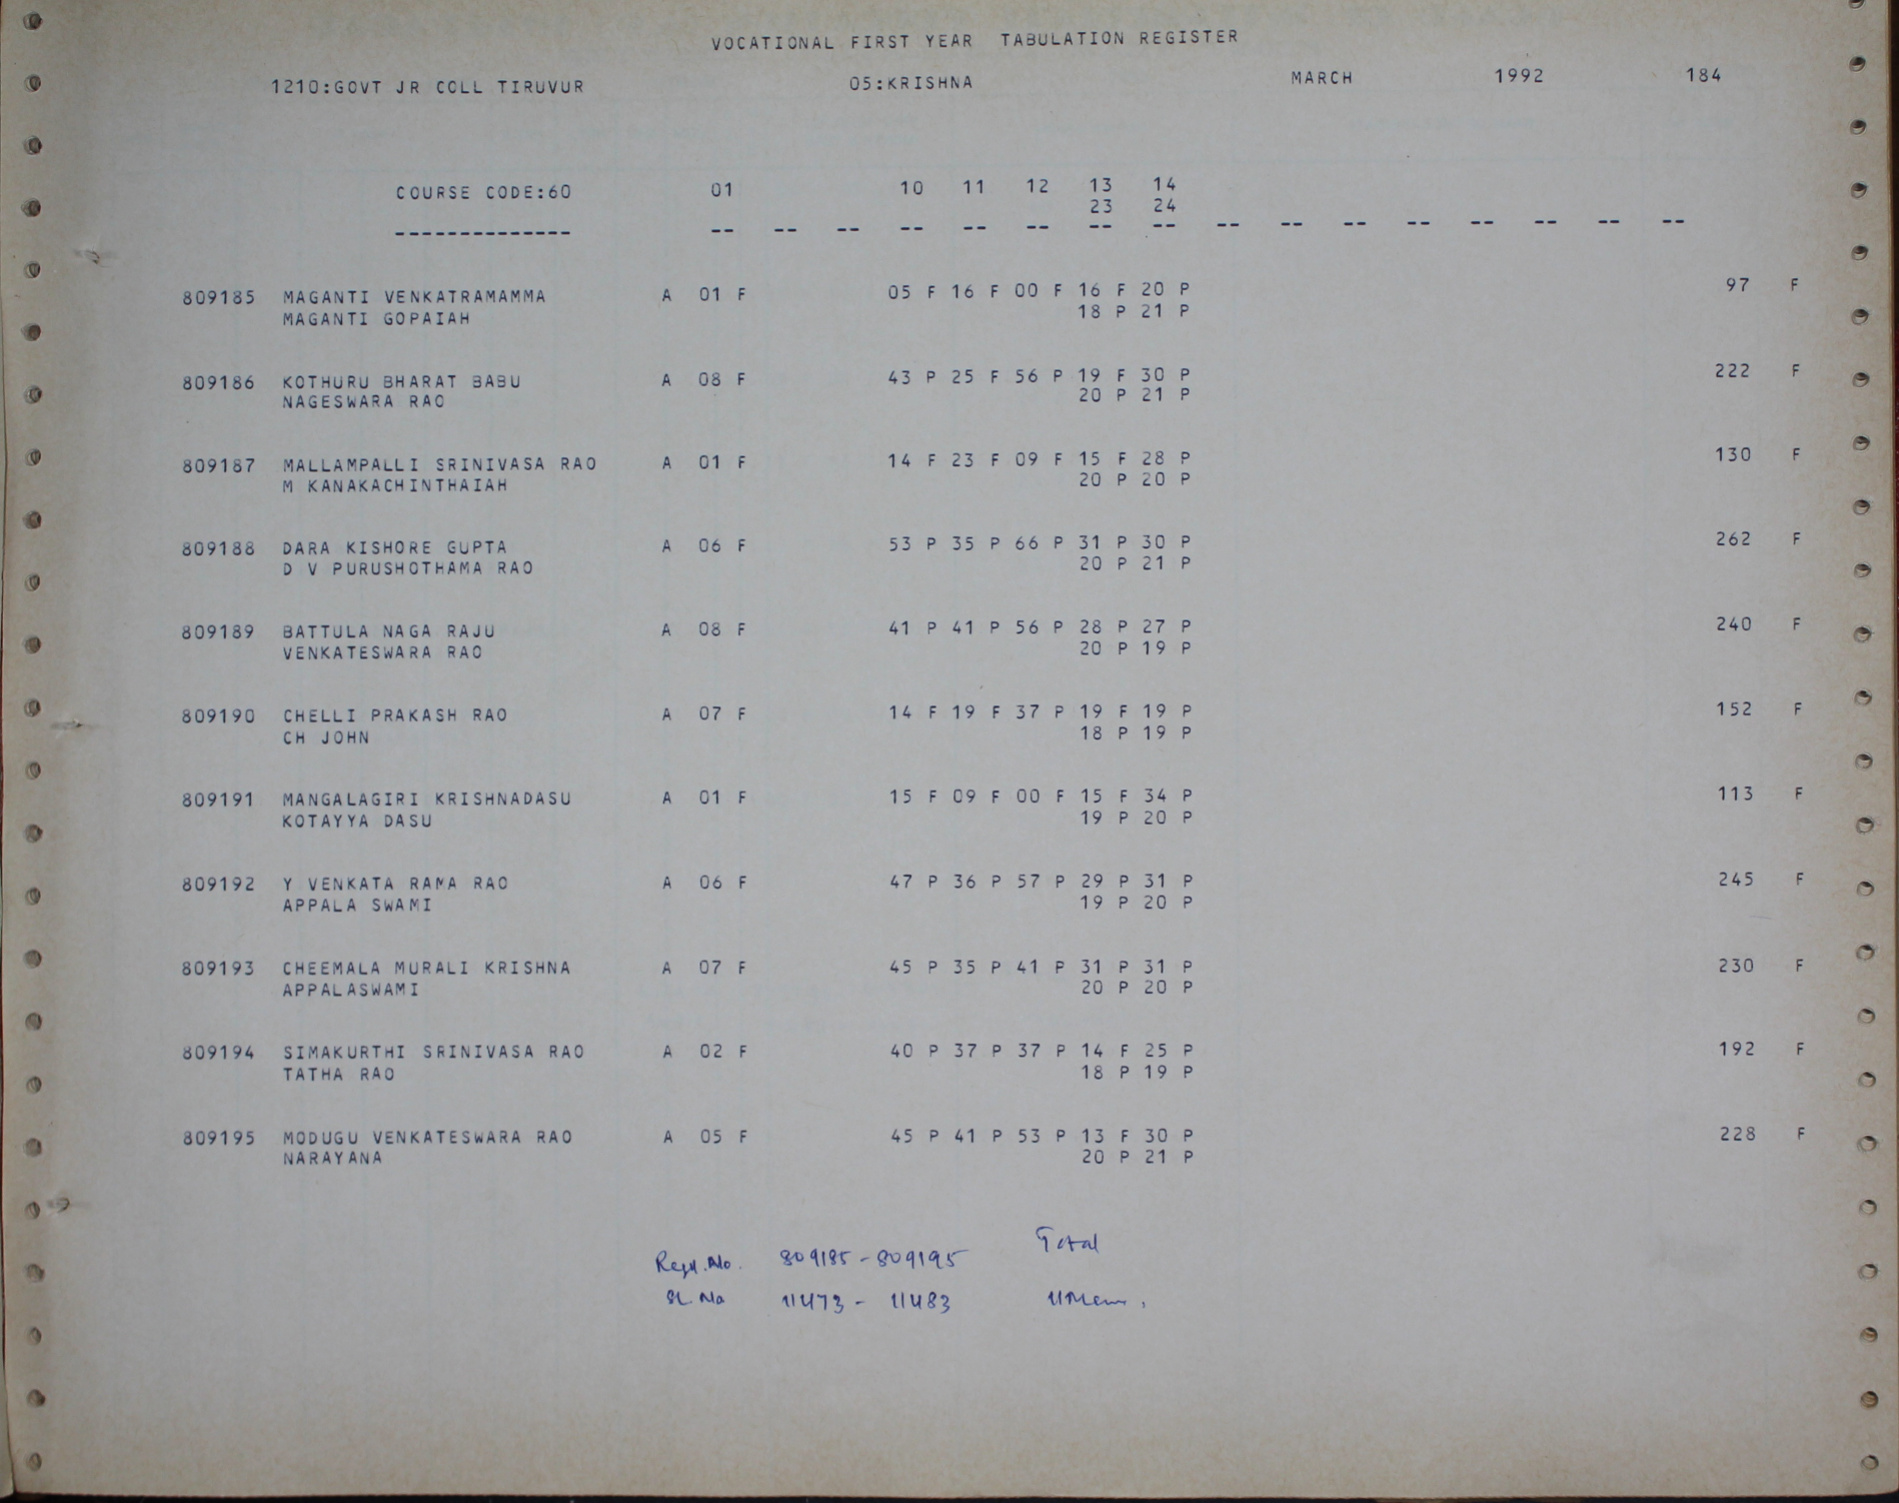 VOCATIONAL FIRST YEAR TABULATION REGISTER
1210:GOVT JR COLL TIRUVUR 05:KRISHNA MARCH 1992 184
COURSE CODE:60 01 10 11 12 13 14
23 24
-------------- -- -- -- -- -- -- -- -- -- -- -- -- -- -- -- --
809185 MAGANTI VENKATRAMAMMA A 01 F 05 F 16 F 00 F 16 F 20 P 97 F
MAGANTI GOPAIAH 18 P 21 P
809186 KOTHURU BHARAT BABU A 08 F 43 P 25 F 56 P 19 F 30 P 222 F
NAGESWARA RAO 20 P 21 P
809187 MALLAMPALLI SRINIVASA RAO A 01 F 14 F 23 F 09 F 15 F 28 P 130 F
M KANAKACHINTHAIAH 20 P 20 P
809188 DARA KISHORE GUPTA A 06 F 53 P 35 P 66 P 31 P 30 P 262 F
D V PURUSHOTHAMA RAO 20 P 21 P
809189 BATTULA NAGA RAJU A 08 F 41 P 41 P 56 P 28 P 27 P 240 F
VENKATESWARA RAO 20 P 19 P
809190 CHELLI PRAKASH RAO A 07 F 14 F 19 F 37 P 19 F 19 P 152 F
CH JOHN 18 P 19 P
809191 MANGALAGIRI KRISHNADASU A 01 F 15 F 09 F 00 F 15 F 34 P 113 F
KOTAYYA DASU 19 P 20 P
809192 Y VENKATA RAMA RAO A 06 F 47 P 36 P 57 P 29 P 31 P 245 F
APPALA SWAMI 19 P 20 P
809193 CHEEMALA MURALI KRISHNA A 07 F 45 P 35 P 41 P 31 P 31 P 230 F
APPALASWAMI 20 P 20 P
809194 SIMAKURTHI SRINIVASA RAO A 02 F 40 P 37 P 37 P 14 F 25 P 192 F
TATHA RAO 18 P 19 P
809195 MODUGU VENKATESWARA RAO A 05 F 45 P 41 P 53 P 13 F 30 P 228 F
NARAYANA 20 P 21 P
Regd.No. 809185-809195 Total
SL.No 11473 - 11483